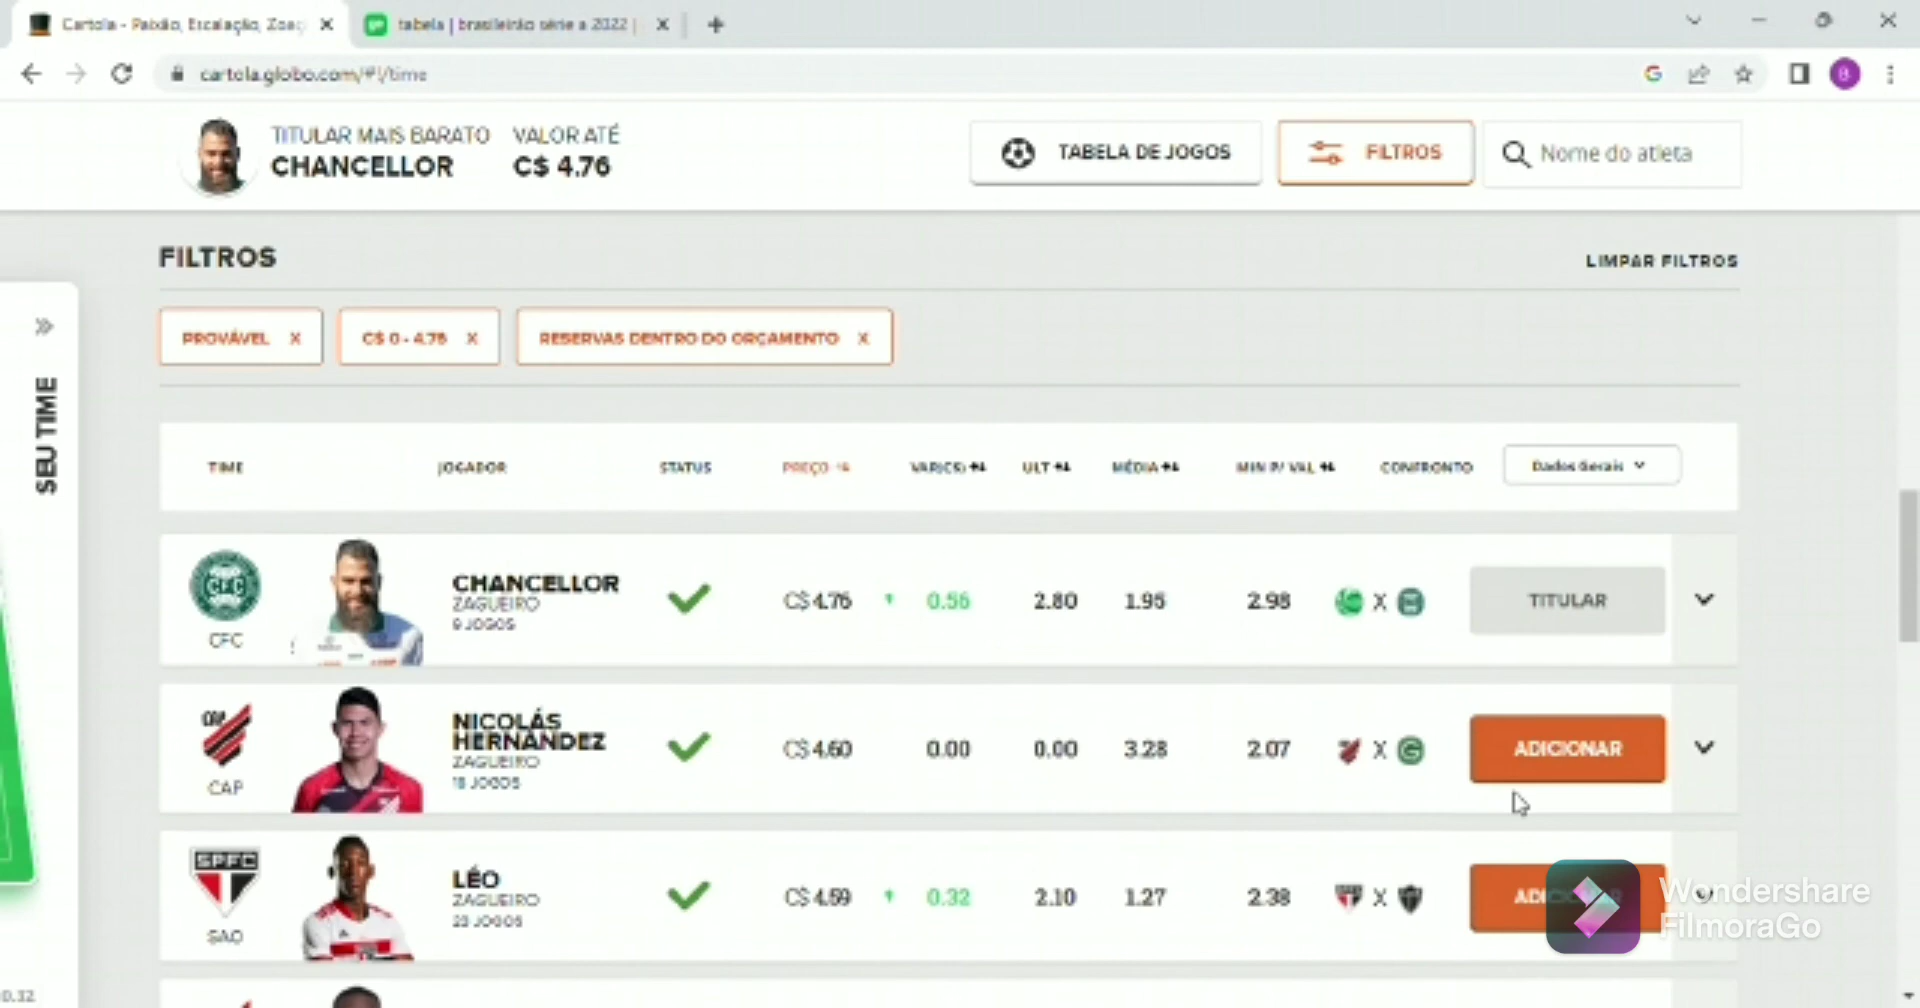 Cartola - Paixão, Escalação, Zoaç
tabela | brasileirão série a 2022 |
cartola.globo.com/#!/time
TITULAR MAIS BARATO
CHANCELLOR
VALOR ATÉ
C$ 4.76
TABELA DE JOGOS
FILTROS
Nome do atleta
FILTROS
LIMPAR FILTROS
PROVÁVEL X
C$ 0 - 4.76 X
RESERVAS DENTRO DO ORÇAMENTO X
SEU TIME
TIME JOGADOR STATUS PREÇO VAR(C$) ULT MÉDIA MIN P/ VAL CONFRONTO Dados Gerais
CFC
CHANCELLOR
ZAGUEIRO
9 JOGOS
C$ 4.76 0.56 2.80 1.95 2.98 X TITULAR
CAP
NICOLÁS
HERNÁNDEZ
ZAGUEIRO
C$ 4.60 0.00 0.00 3.28 2.07 X ADICIONAR
SPFC
SAO
LÉO
ZAGUEIRO
23 JOGOS
C$ 4.59 0.32 2.10 1.27 2.38 X
Wondershare
FilmoraGo
0.12